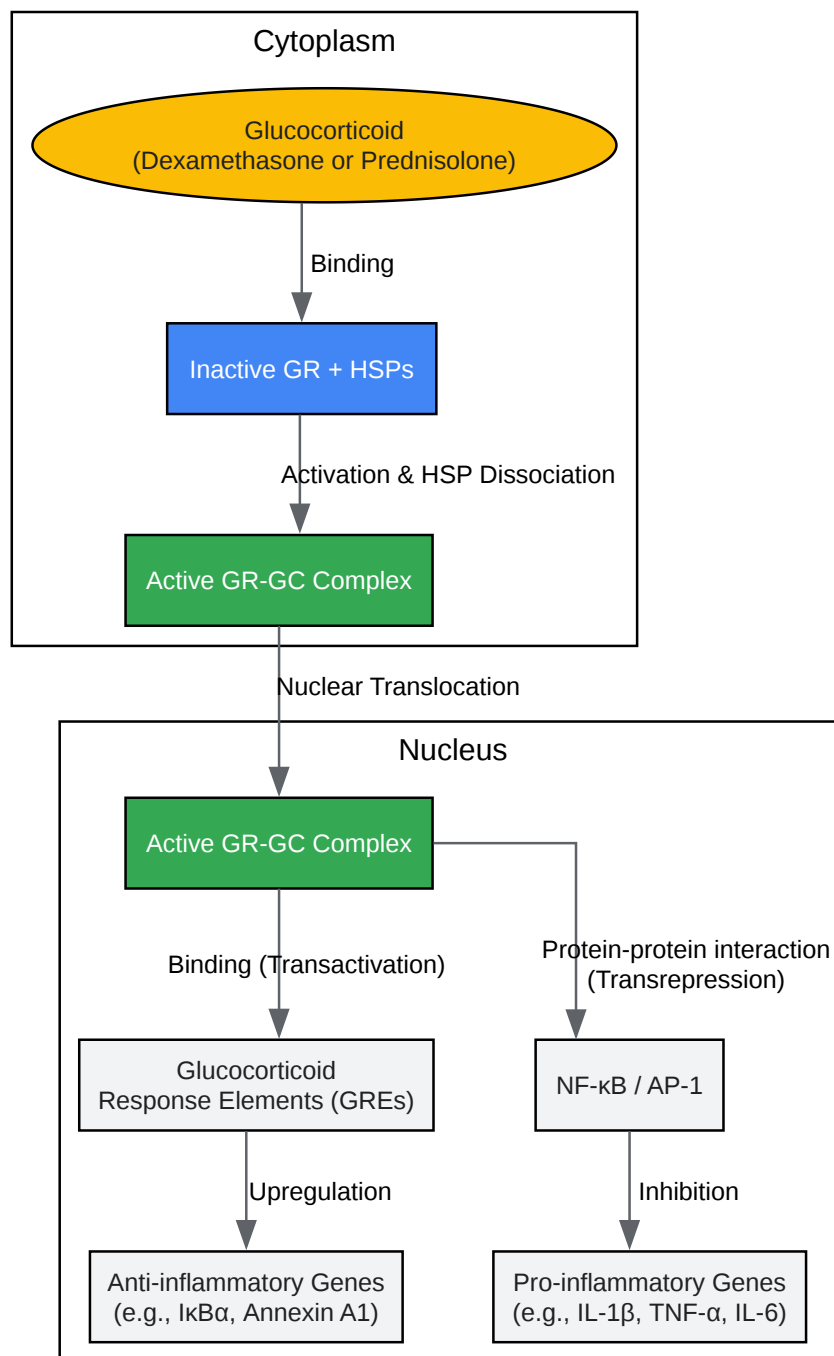 Cytoplasm
Glucocorticoid
(Dexamethasone or Prednisolone)
Binding
Inactive GR + HSPs
Activation & HSP Dissociation
Active GR-GC Complex
Nuclear Translocation
Nucleus
Active GR-GC Complex
Binding (Transactivation)
Protein-protein interaction
(Transrepression)
Glucocorticoid
Response Elements (GREs)
NF-κB / AP-1
Upregulation
Inhibition
Anti-inflammatory Genes
(e.g., IκBα, Annexin A1)
Pro-inflammatory Genes
(e.g., IL-1β, TNF-α, IL-6)